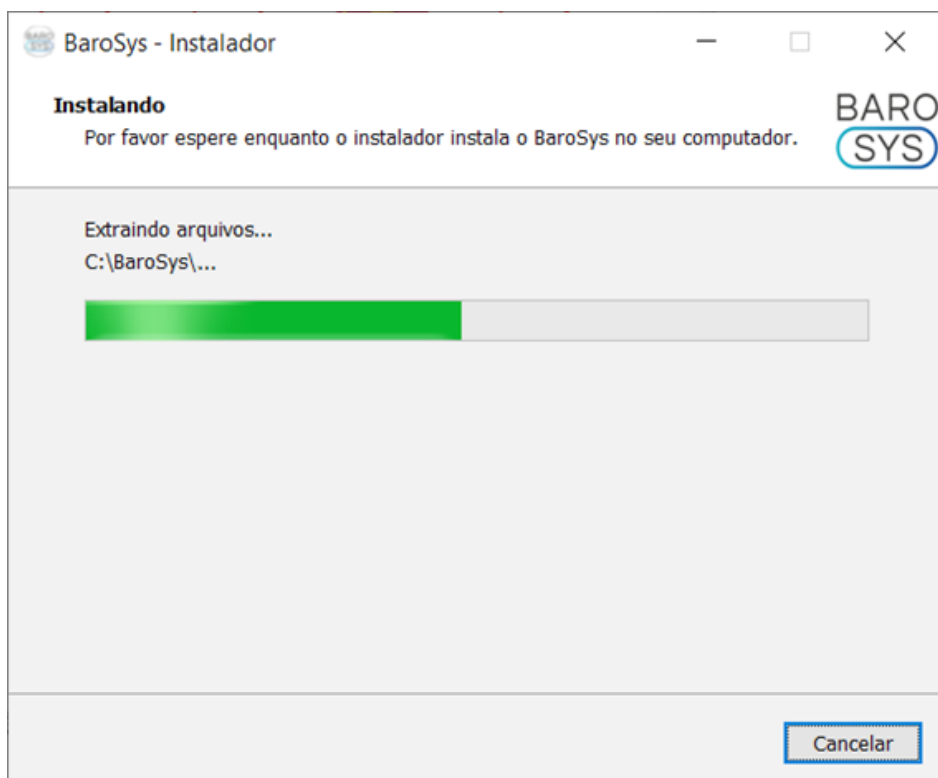 BaroSys - Instalador
Instalando
Por favor espere enquanto o instalador instala o BaroSys no seu computador.
BARO
SYS
Extraindo arquivos...
C:\BaroSys\...
Cancelar